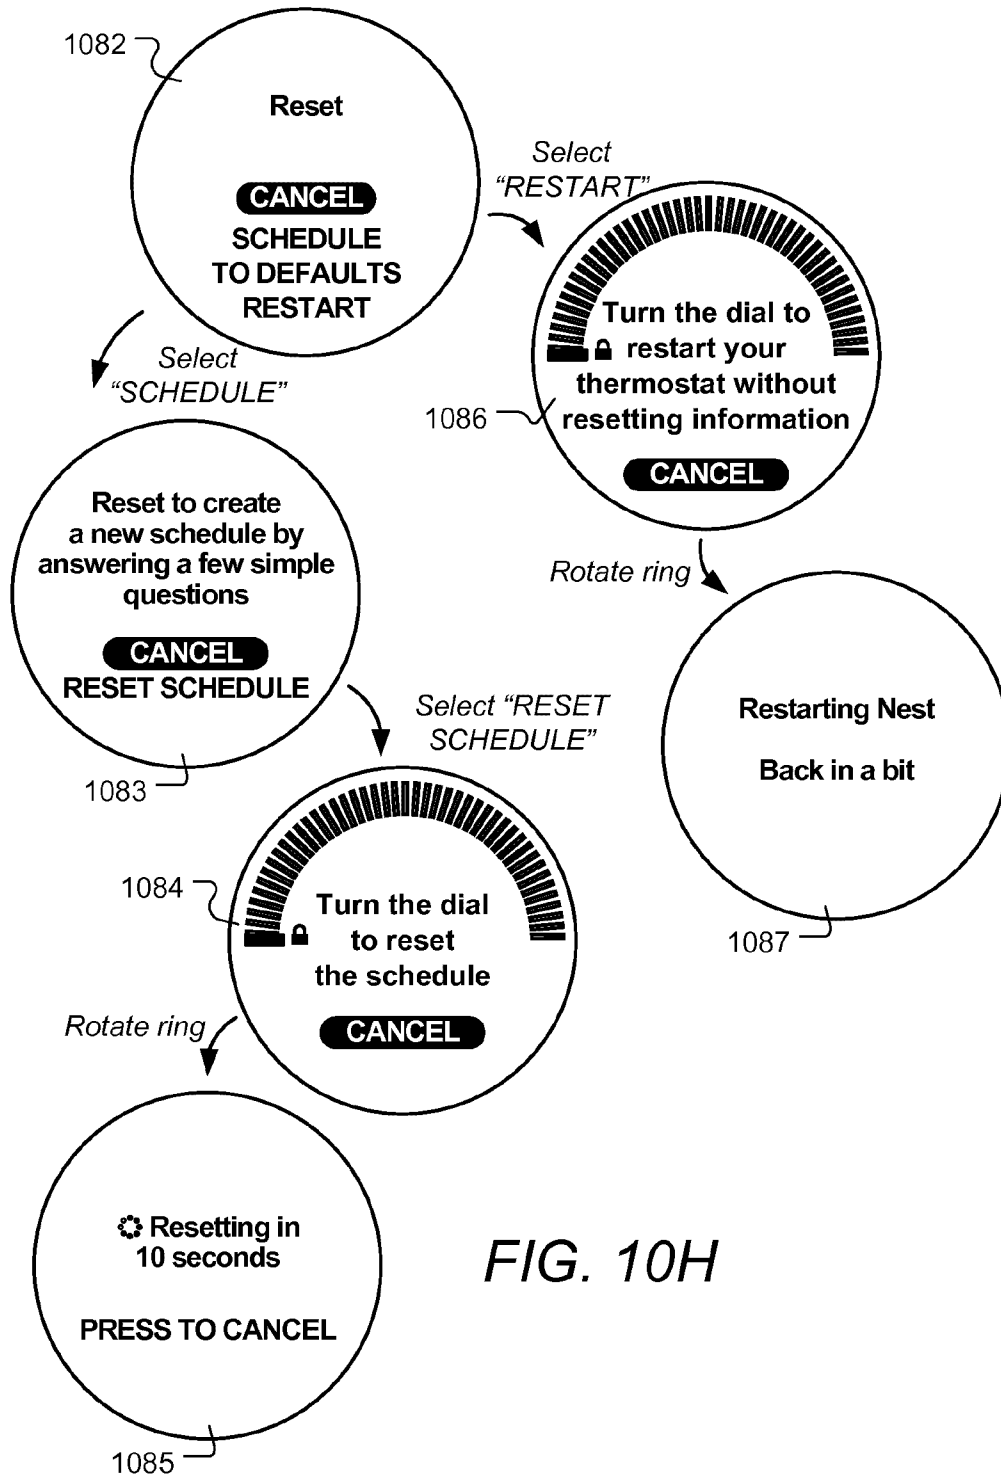 1082
Reset
CANCEL
SCHEDULE
TO DEFAULTS
RESTART
Select
“RESTART”
Turn the dial to
restart your
thermostat without
resetting information
CANCEL
1086
Select
“SCHEDULE”
Reset to create
a new schedule by
answering a few simple
questions
CANCEL
RESET SCHEDULE
1083
Rotate ring
Restarting Nest
Back in a bit
1087
Select “RESET
SCHEDULE”
1084
Turn the dial
to reset
the schedule
CANCEL
Rotate ring
Resetting in
10 seconds
PRESS TO CANCEL
1085
FIG. 10H